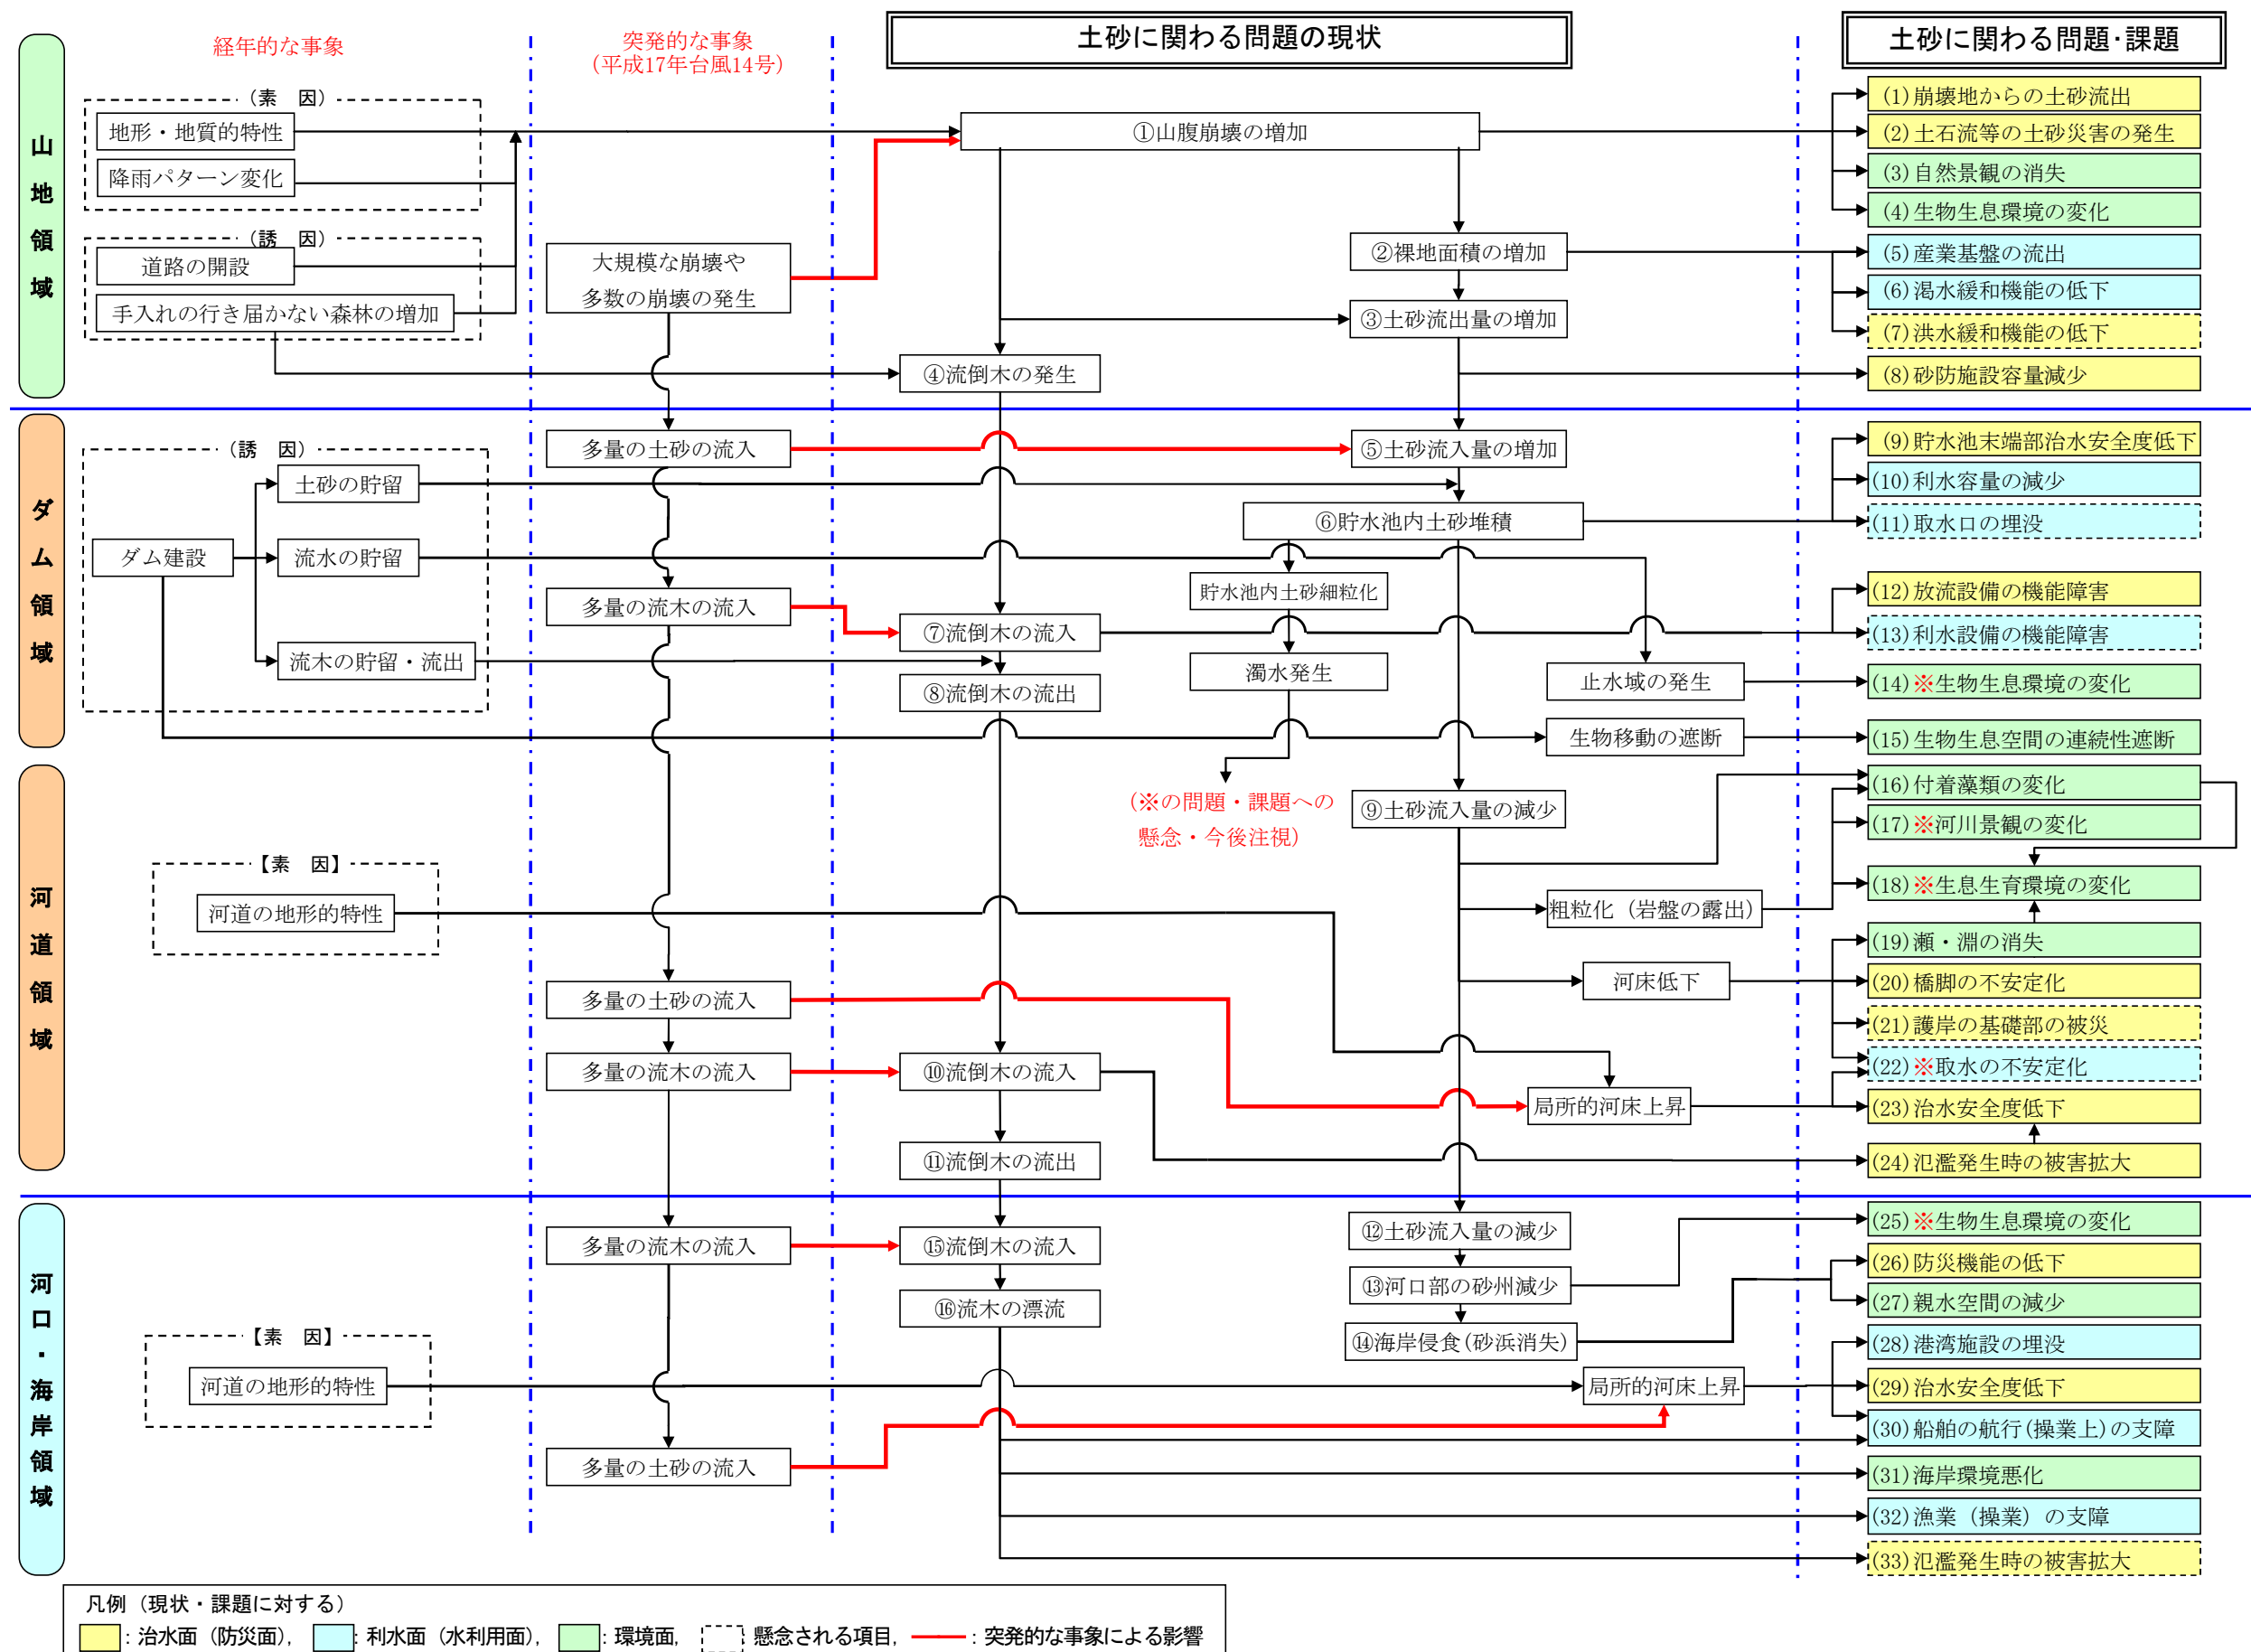 土砂に関わる問題の現状
土砂に関わる問題・課題
経年的な事象
突発的な事象
(平成17年台風14号)
山地領域
(素　因)
地形・地質的特性
降雨パターン変化
(誘　因)
道路の開設
手入れの行き届かない森林の増加
大規模な崩壊や
多数の崩壊の発生
①山腹崩壊の増加
②裸地面積の増加
③土砂流出量の増加
④流倒木の発生
(1)崩壊地からの土砂流出
(2)土石流等の土砂災害の発生
(3)自然景観の消失
(4)生物生息環境の変化
(5)産業基盤の流出
(6)渇水緩和機能の低下
(7)洪水緩和機能の低下
(8)砂防施設容量減少
ダム領域
(誘　因)
ダム建設
土砂の貯留
流水の貯留
流木の貯留・流出
多量の土砂の流入
多量の流木の流入
⑤土砂流入量の増加
⑥貯水池内土砂堆積
貯水池内土砂細粒化
⑦流倒木の流入
濁水発生
⑧流倒木の流出
止水域の発生
生物移動の遮断
(9)貯水池末端部治水安全度低下
(10)利水容量の減少
(11)取水口の埋没
(12)放流設備の機能障害
(13)利水設備の機能障害
(14)※生物生息環境の変化
(15)生物生息空間の連続性遮断
河道領域
【素　因】
河道の地形的特性
多量の土砂の流入
多量の流木の流入
(※の問題・課題への
懸念・今後注視)
⑨土砂流入量の減少
粗粒化（岩盤の露出）
河床低下
⑩流倒木の流入
局所的河床上昇
⑪流倒木の流出
(16)付着藻類の変化
(17)※河川景観の変化
(18)※生息生育環境の変化
(19)瀬・淵の消失
(20)橋脚の不安定化
(21)護岸の基礎部の被災
(22)※取水の不安定化
(23)治水安全度低下
(24)氾濫発生時の被害拡大
河口・海岸領域
【素　因】
河道の地形的特性
多量の流木の流入
多量の土砂の流入
⑫土砂流入量の減少
⑮流倒木の流入
⑬河口部の砂州減少
⑯流木の漂流
⑭海岸侵食(砂浜消失)
局所的河床上昇
(25)※生物生息環境の変化
(26)防災機能の低下
(27)親水空間の減少
(28)港湾施設の埋没
(29)治水安全度低下
(30)船舶の航行(操業上)の支障
(31)海岸環境悪化
(32)漁業（操業）の支障
(33)氾濫発生時の被害拡大
凡例（現状・課題に対する）
：治水面（防災面），：利水面（水利用面），：環境面，懸念される項目，：突発的な事象による影響